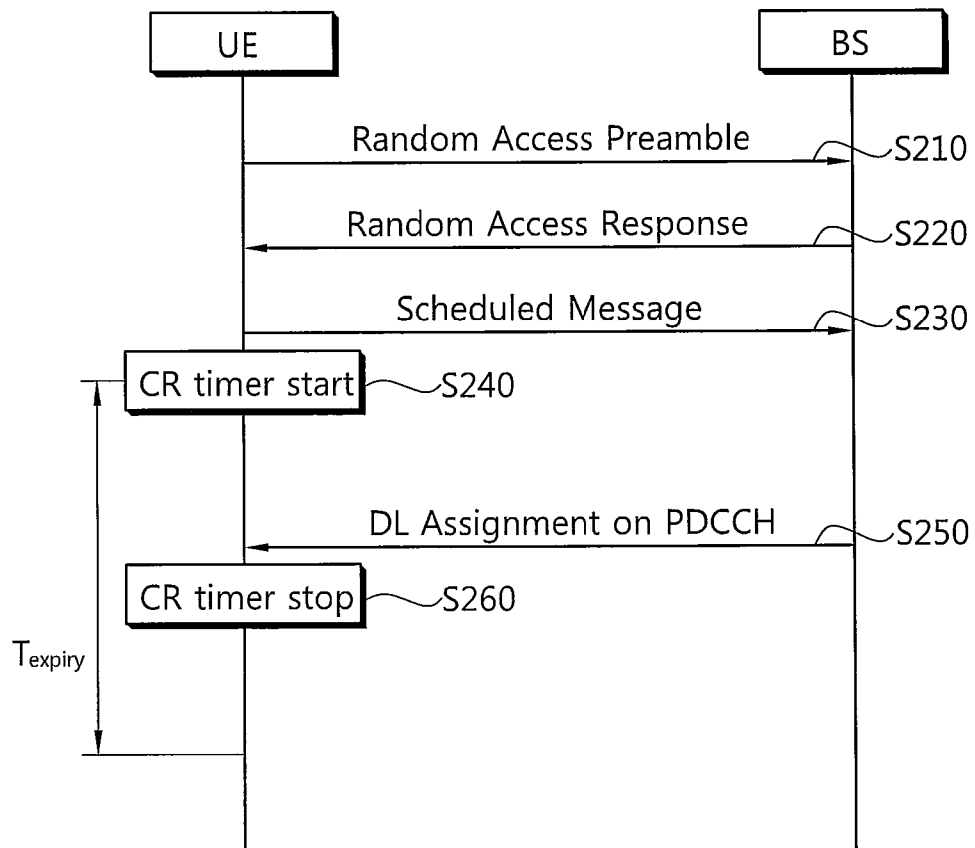 UE
BS
Random Access Preamble
S210
Random Access Response
S220
Scheduled Message
S230
CR timer start
S240
DL Assignment on PDCCH
S250
CR timer stop
S260
Texpiry